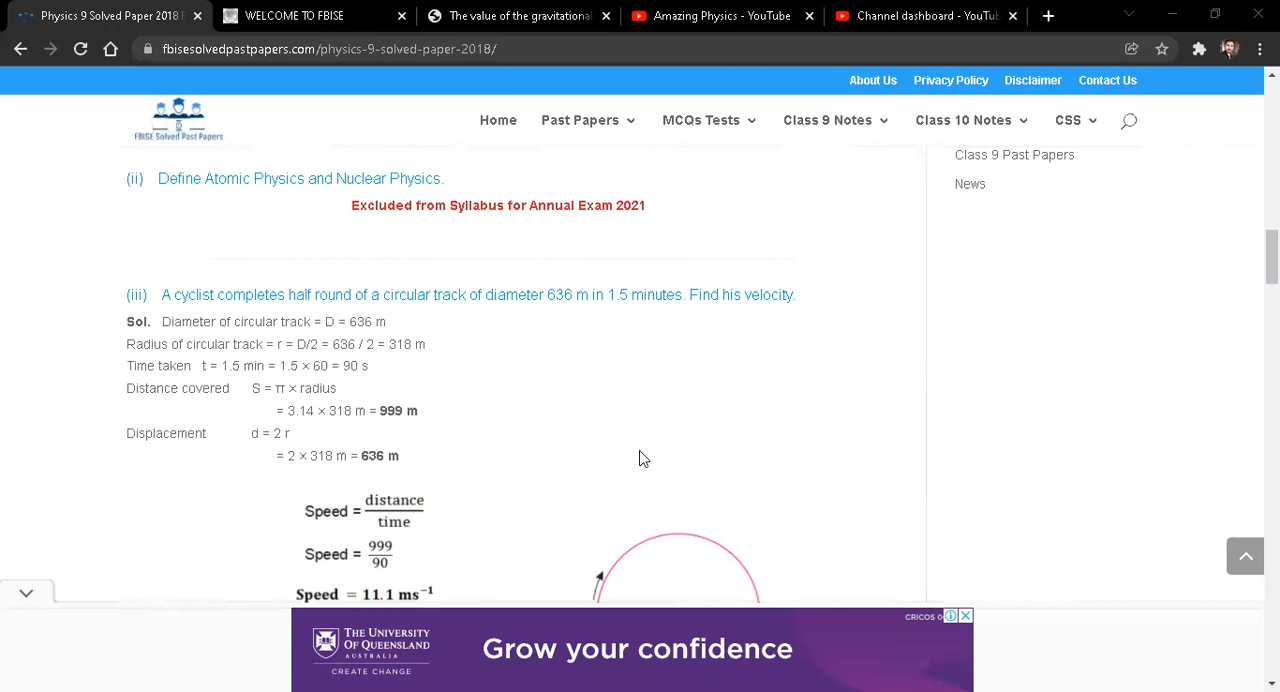 Physics 9 Solved Paper 2018 F
WELCOME TO FBISE
The value of the gravitational
Amazing Physics - YouTube
Channel dashboard - YouTub
fbisesolvedpastpapers.com/physics-9-solved-paper-2018/
About Us Privacy Policy Disclaimer Contact Us
FBISE Solved Past Papers
Home Past Papers MCQs Tests Class 9 Notes Class 10 Notes CSS
Class 9 Past Papers
News
(ii) Define Atomic Physics and Nuclear Physics.
Excluded from Syllabus for Annual Exam 2021
(iii) A cyclist completes half round of a circular track of diameter 636 m in 1.5 minutes. Find his velocity.
Sol. Diameter of circular track = D = 636 m
Radius of circular track = r = D/2 = 636 / 2 = 318 m
Time taken t = 1.5 min = 1.5 × 60 = 90 s
Distance covered S = π × radius
= 3.14 × 318 m = 999 m
Displacement d = 2 r
= 2 × 318 m = 636 m
Speed = distance / time
Speed = 999 / 90
Speed = 11.1 ms⁻¹
CRICOS 0
THE UNIVERSITY
OF QUEENSLAND
AUSTRALIA
CREATE CHANGE
Grow your confidence